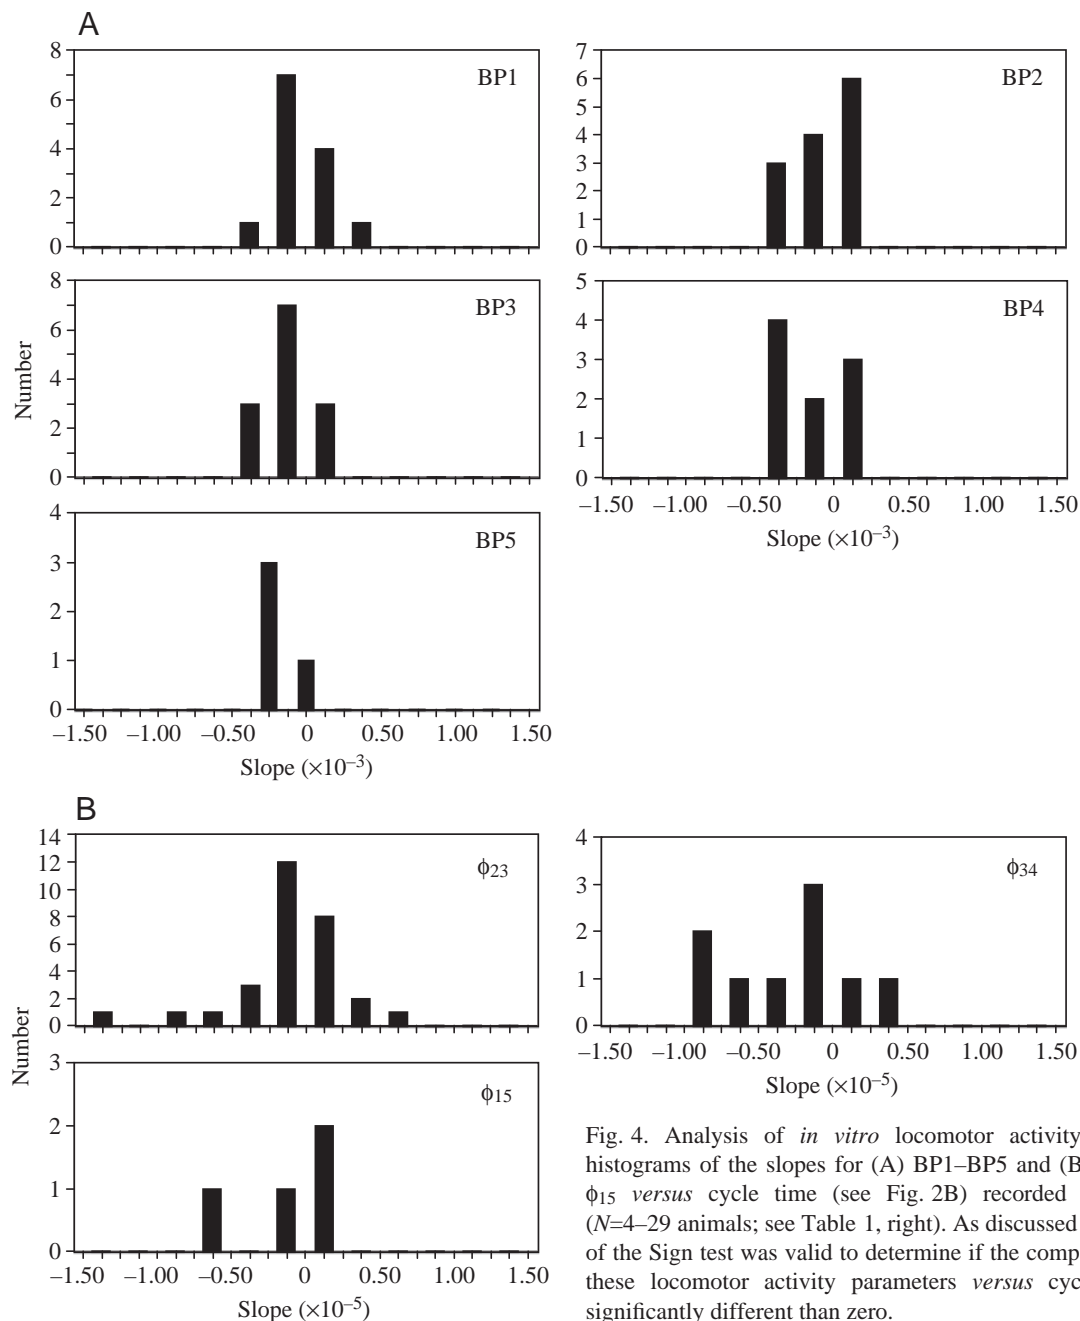 A
8
6
4
2
0
BP1
7
6
5
4
3
2
1
0
BP2
Number
8
6
4
2
0
BP3
5
4
3
2
1
0
BP4
–1.50 –1.00 –0.50 0 0.50 1.00 1.50
Slope (×10–3)
4
3
2
1
0
BP5
–1.50 –1.00 –0.50 0 0.50 1.00 1.50
Slope (×10–3)
B
Number
14
12
10
8
6
4
2
0
ϕ23
4
3
2
1
0
ϕ34
–1.50 –1.00 –0.50 0 0.50 1.00 1.50
Slope (×10–5)
3
2
1
0
ϕ15
–1.50 –1.00 –0.50 0 0.50 1.00 1.50
Slope (×10–5)
Fig. 4. Analysis of in vitro locomotor activity
histograms of the slopes for (A) BP1–BP5 and (B
ϕ15 versus cycle time (see Fig. 2B) recorded
(N=4–29 animals; see Table 1, right). As discussed
of the Sign test was valid to determine if the comp
these locomotor activity parameters versus cyc
significantly different than zero.